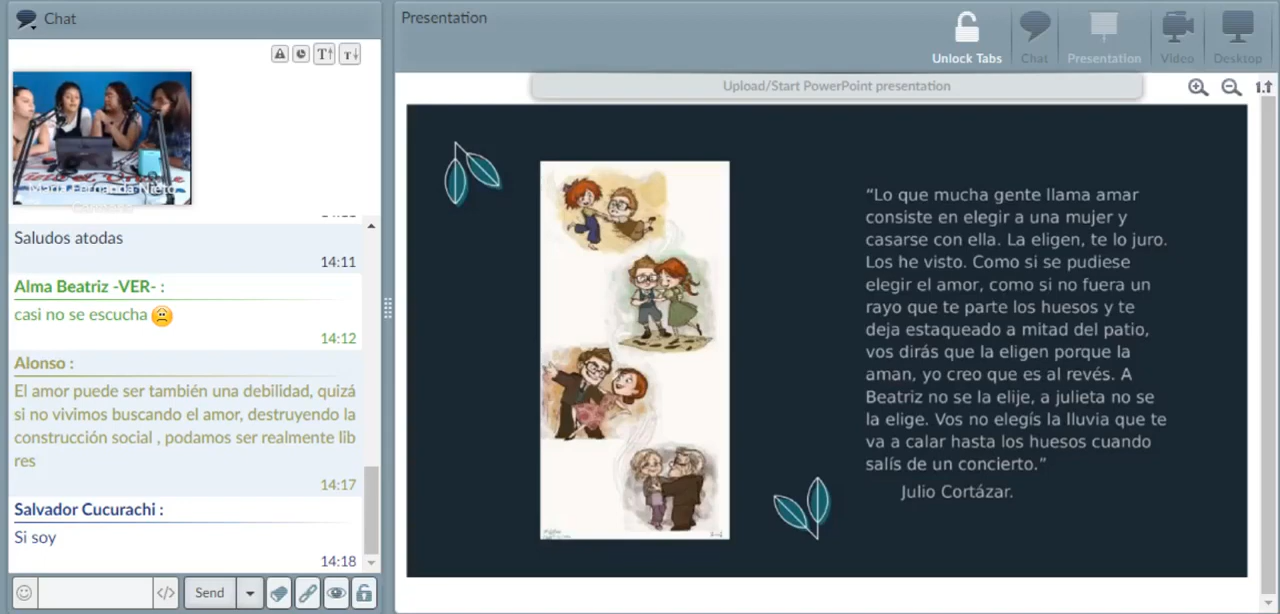 Chat
María Fernanda Nieto
Saludos atodas
14:11
Alma Beatriz -VER- :
casi no se escucha
14:12
Alonso :
El amor puede ser también una debilidad, quizá
si no vivimos buscando el amor, destruyendo la
construcción social , podamos ser realmente lib
res
14:17
Salvador Cucurachi :
Si soy
14:18
</>
Send
Presentation
Unlock Tabs
Chat
Presentation
Video
Desktop
Upload/Start PowerPoint presentation
“Lo que mucha gente llama amar
consiste en elegir a una mujer y
casarse con ella. La eligen, te lo juro.
Los he visto. Como si se pudiese
elegir el amor, como si no fuera un
rayo que te parte los huesos y te
deja estaqueado a mitad del patio,
vos dirás que la eligen porque la
aman, yo creo que es al revés. A
Beatriz no se la elije, a julieta no se
la elige. Vos no elegís la lluvia que te
va a calar hasta los huesos cuando
salís de un concierto.”
Julio Cortázar.